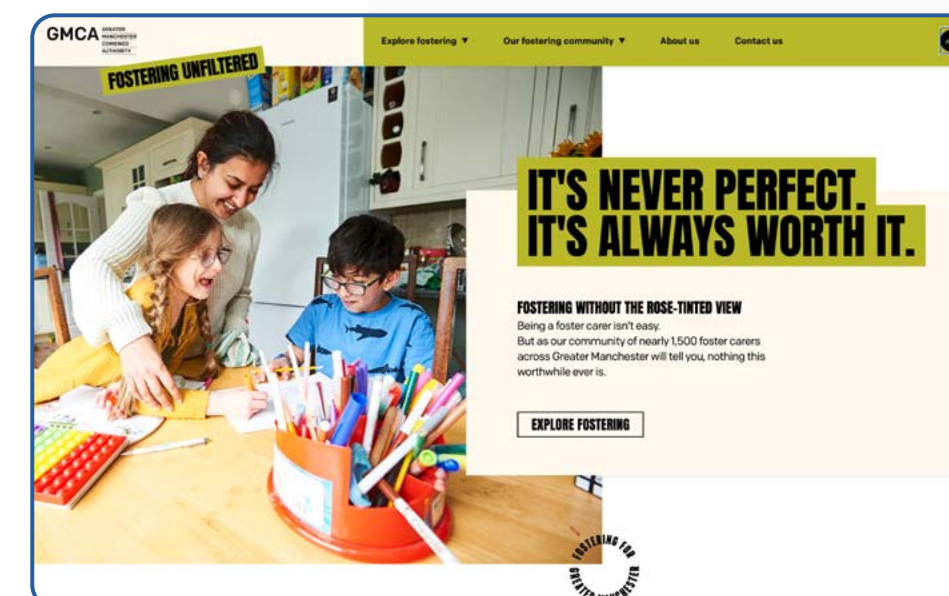 GMCA GREATER
MANCHESTER
COMBINED
AUTHORITY
FOSTERING UNFILTERED
Explore fostering ▼
Our fostering community ▼
About us
Contact us
IT'S NEVER PERFECT.
IT'S ALWAYS WORTH IT.
FOSTERING WITHOUT THE ROSE-TINTED VIEW
Being a foster carer isn't easy.
But as our community of nearly 1,500 foster carers
across Greater Manchester will tell you, nothing this
worthwhile ever is.
EXPLORE FOSTERING
FOSTERING FOR
GREATER MANCHESTER